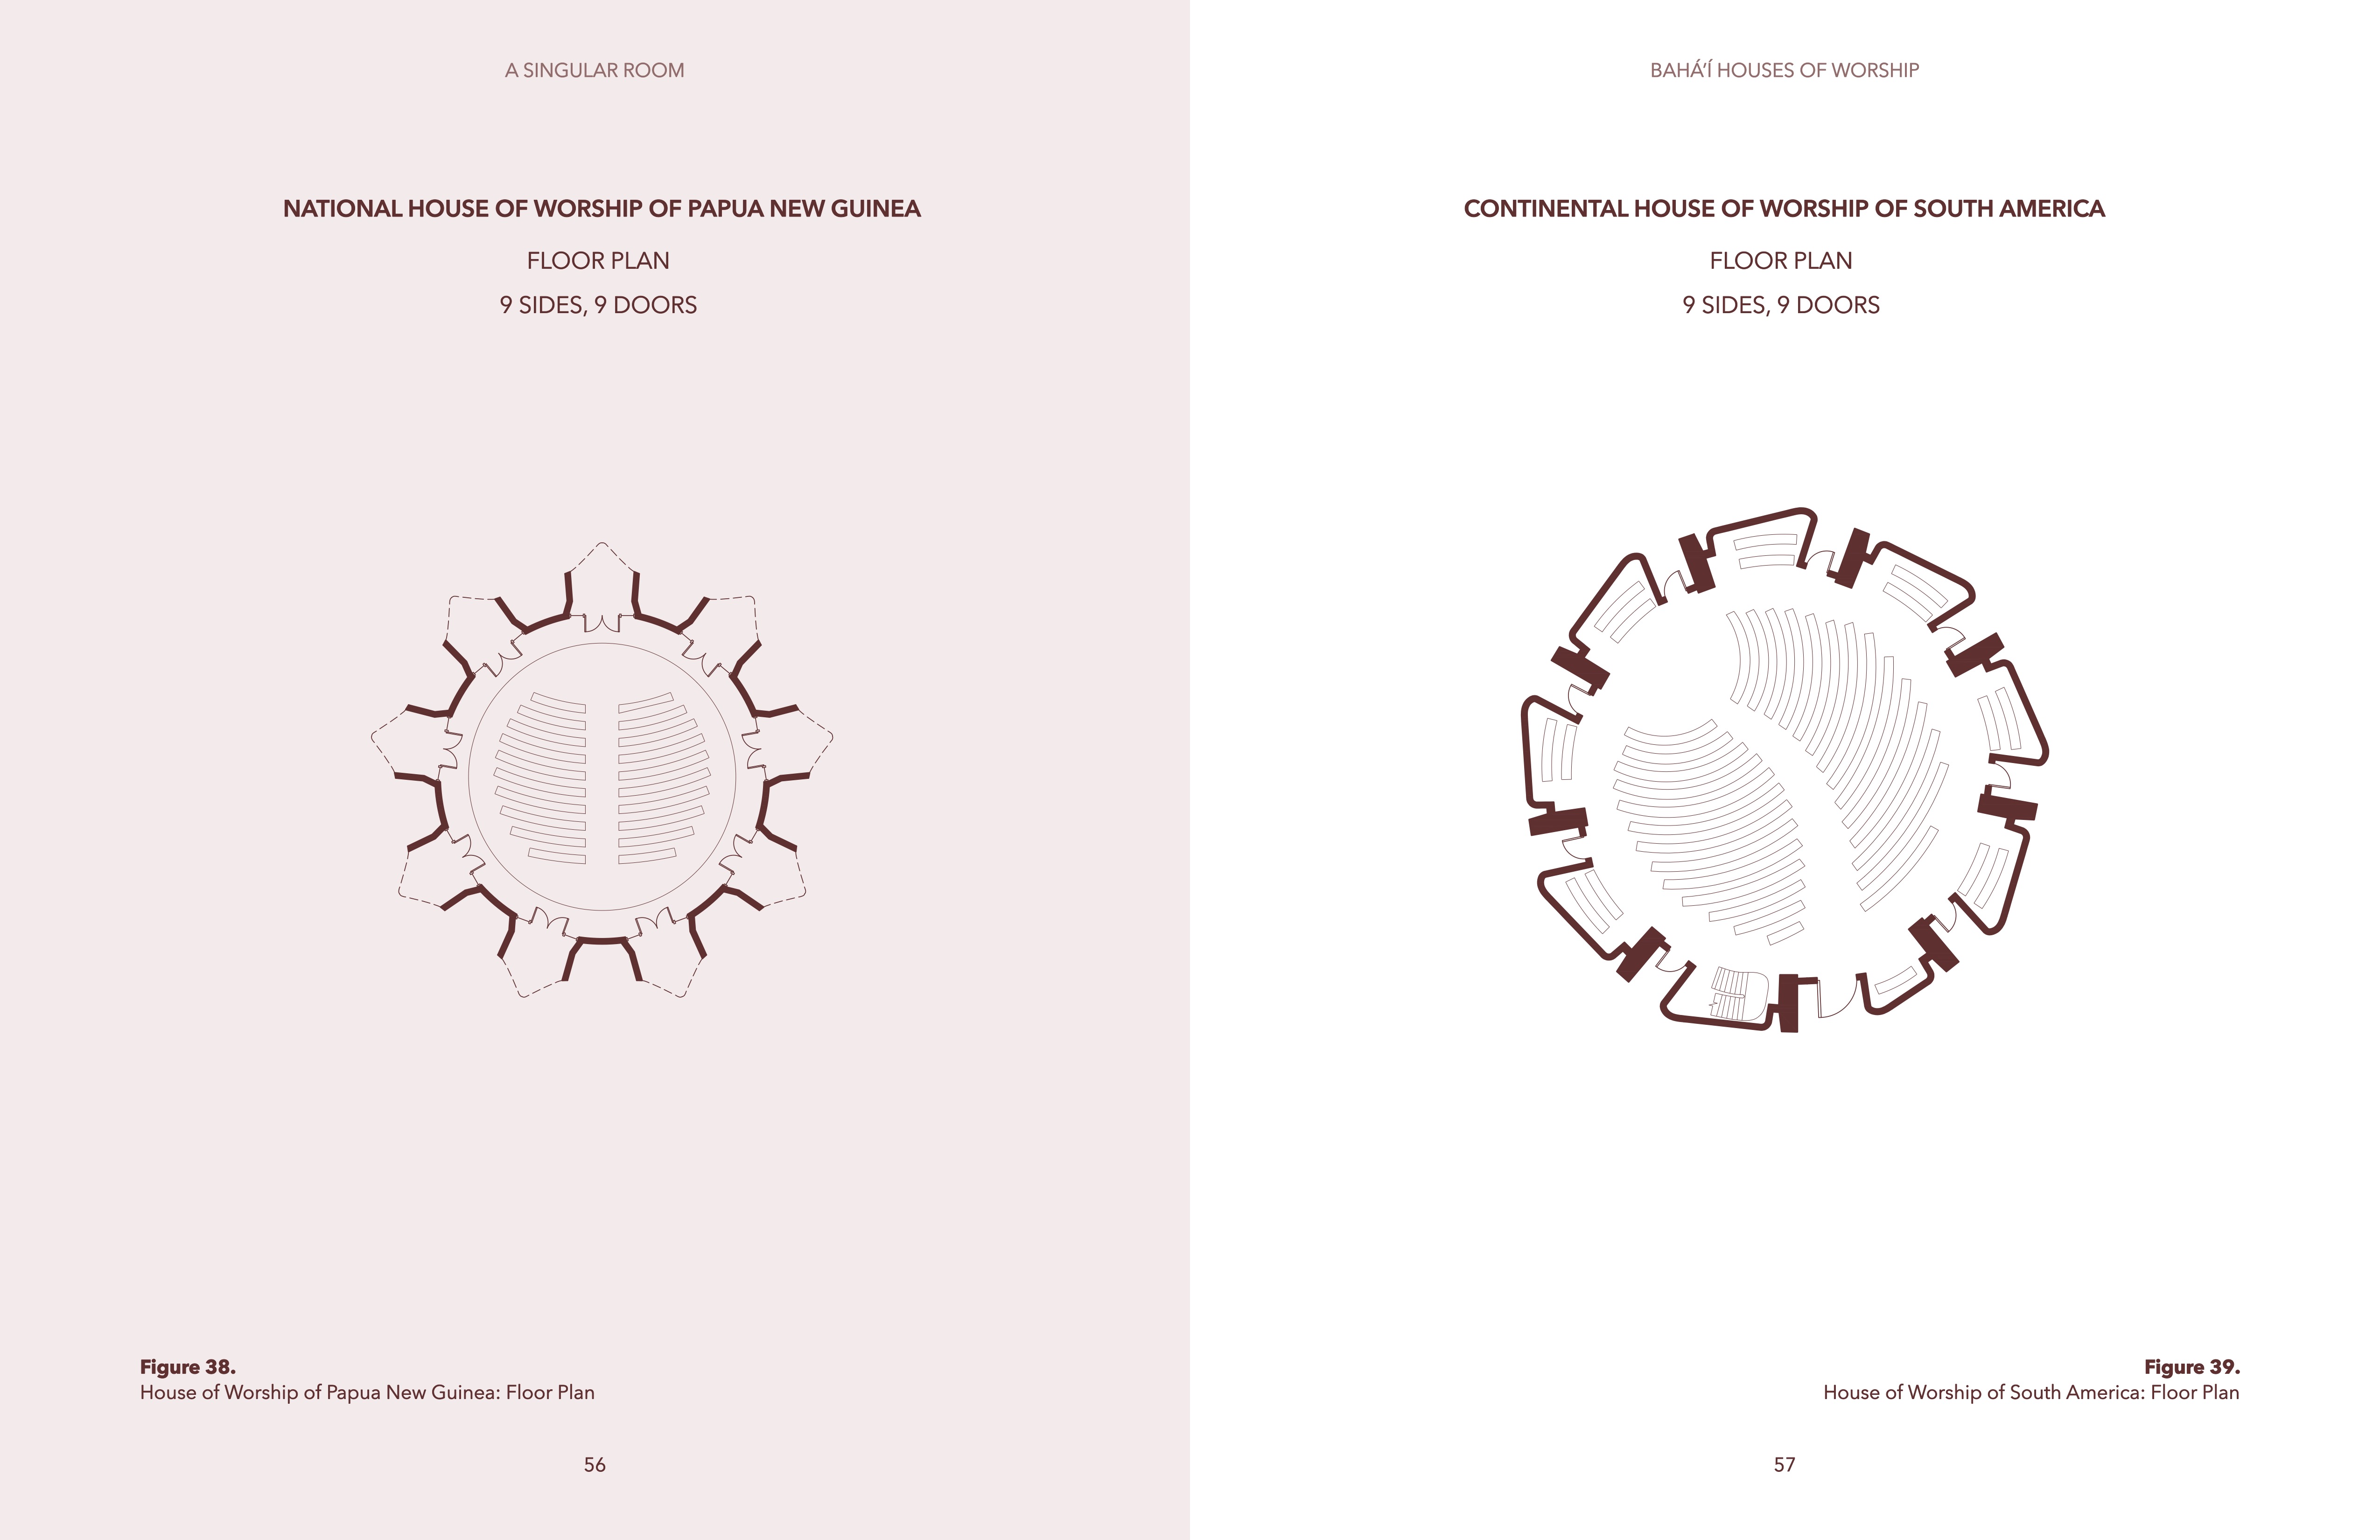 A SINGULAR ROOM
NATIONAL HOUSE OF WORSHIP OF PAPUA NEW GUINEA
FLOOR PLAN
9 SIDES, 9 DOORS
Figure 38.
House of Worship of Papua New Guinea: Floor Plan
56
BAHÁ’Í HOUSES OF WORSHIP
CONTINENTAL HOUSE OF WORSHIP OF SOUTH AMERICA
FLOOR PLAN
9 SIDES, 9 DOORS
Figure 39.
House of Worship of South America: Floor Plan
57